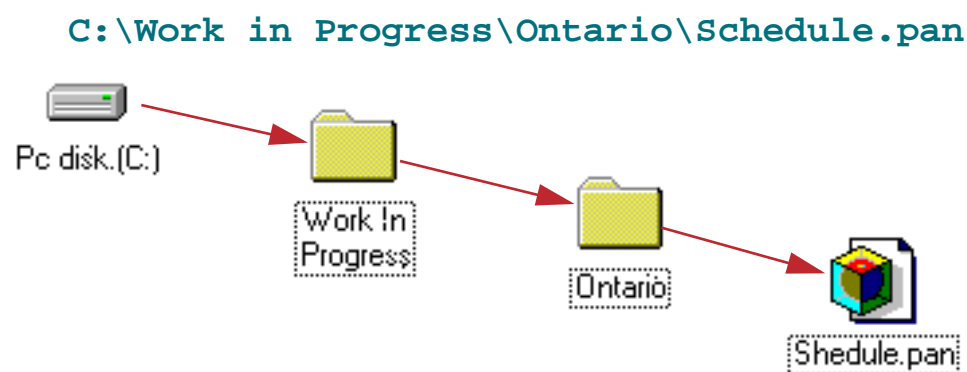 C:\Work in Progress\Ontario\Schedule.pan
Pc disk.(C:)
Work In
Progress
Ontario
Shedule.pan